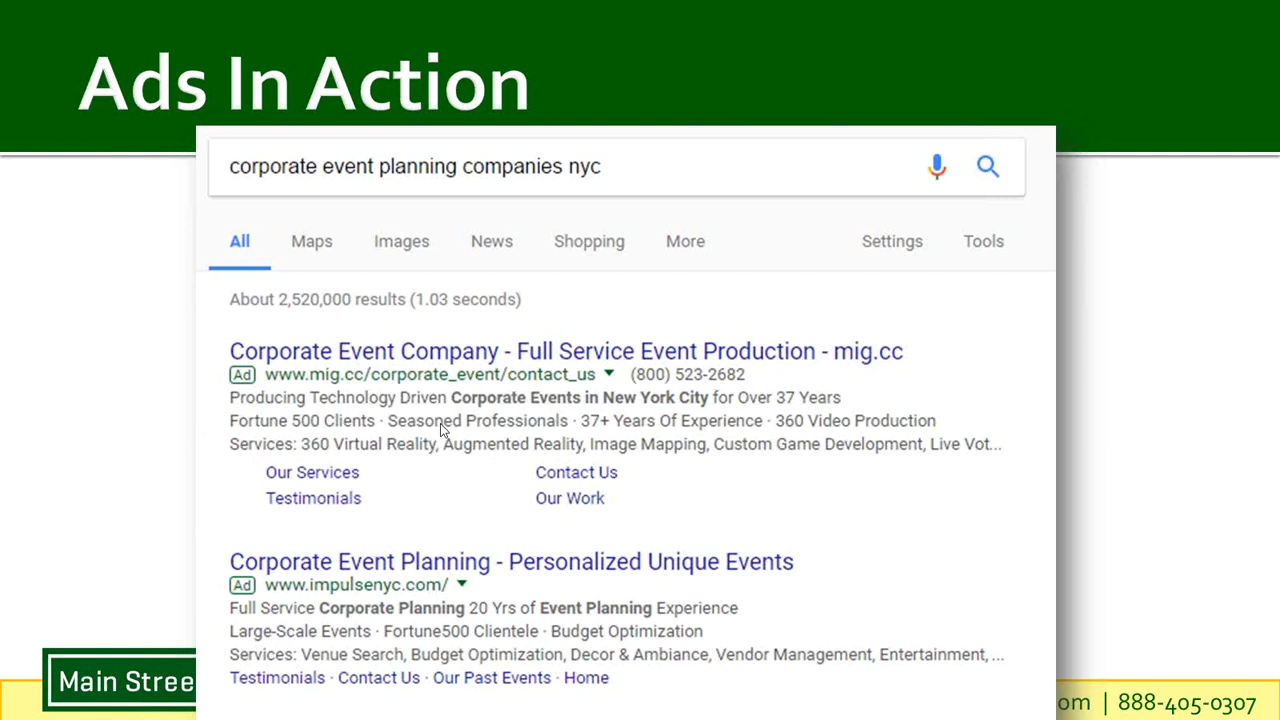 Ads In Action
corporate event planning companies nyc
All Maps Images News Shopping More Settings Tools
About 2,520,000 results (1.03 seconds)
Corporate Event Company - Full Service Event Production - mig.cc
Ad www.mig.cc/corporate_event/contact_us (800) 523-2682
Producing Technology Driven Corporate Events in New York City for Over 37 Years
Fortune 500 Clients · Seasoned Professionals · 37+ Years Of Experience · 360 Video Production
Services: 360 Virtual Reality, Augmented Reality, Image Mapping, Custom Game Development, Live Vot...
Our Services Contact Us
Testimonials Our Work
Corporate Event Planning - Personalized Unique Events
Ad www.impulsenyc.com/
Full Service Corporate Planning 20 Yrs of Event Planning Experience
Large-Scale Events · Fortune500 Clientele · Budget Optimization
Services: Venue Search, Budget Optimization, Decor & Ambiance, Vendor Management, Entertainment, ...
Testimonials · Contact Us · Our Past Events · Home
Main Stree
om | 888-405-0307